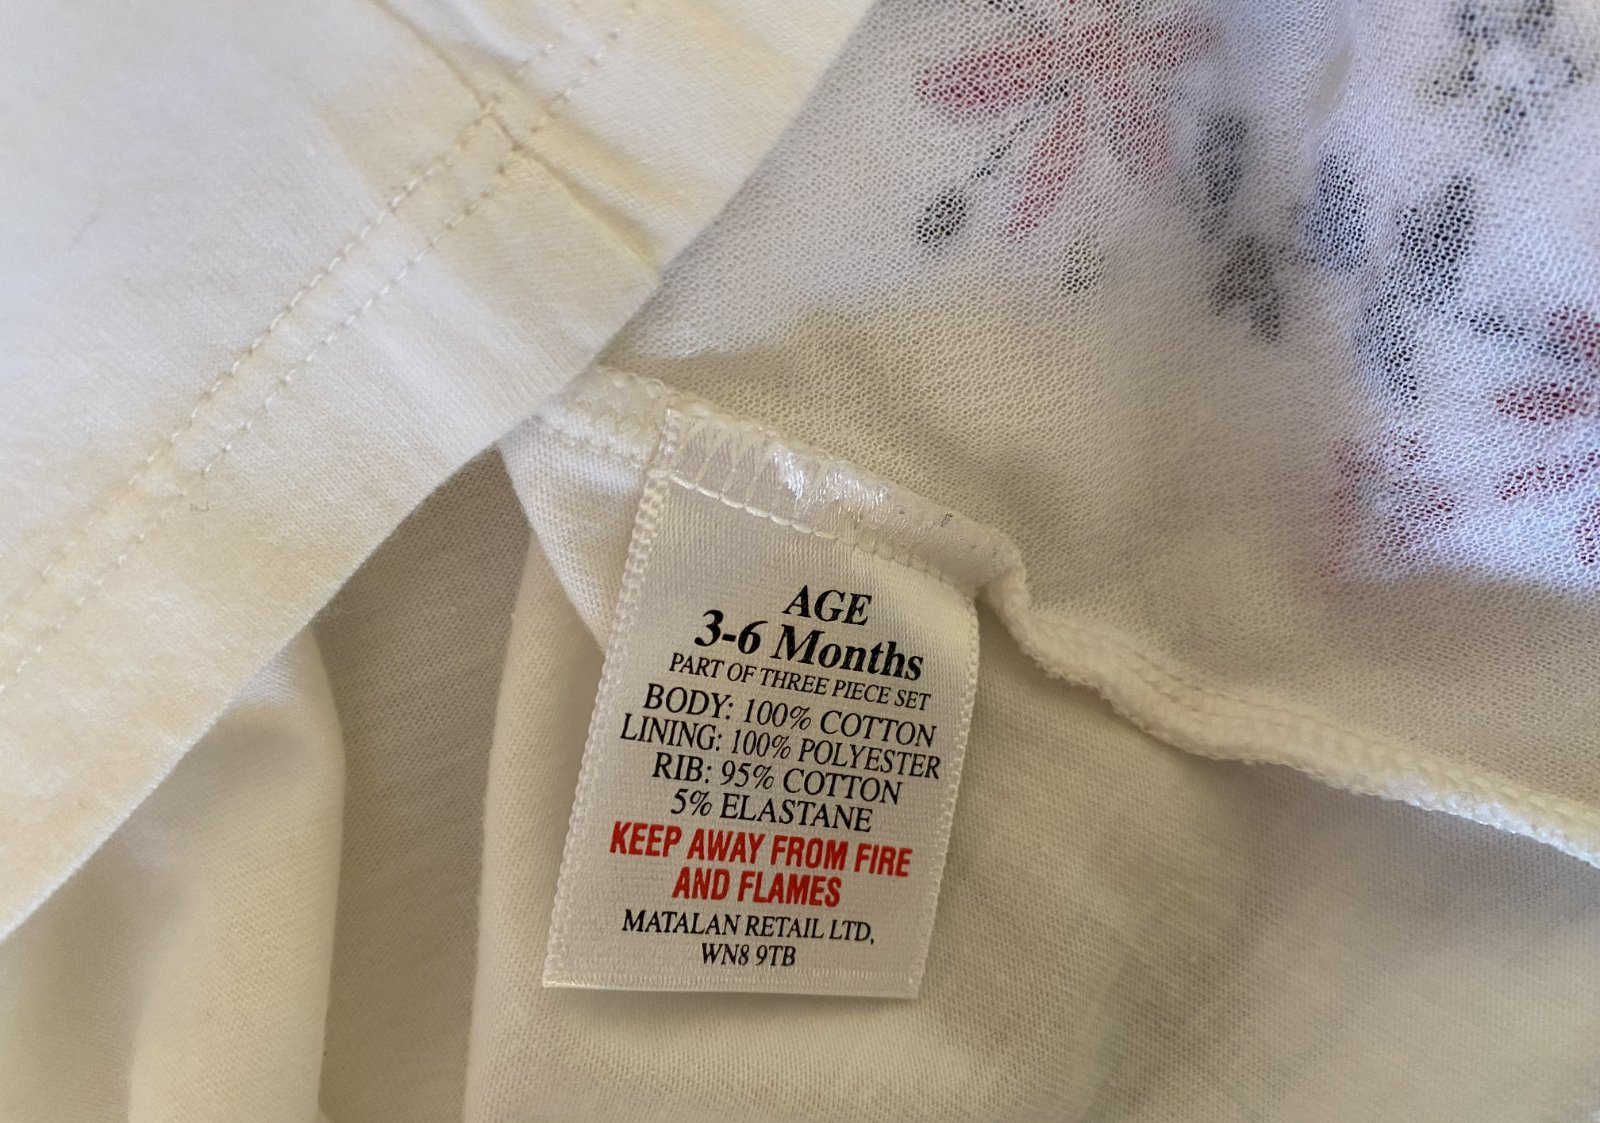 AGE
3-6 Months
PART OF THREE PIECE SET
BODY: 100% COTTON
LINING: 100% POLYESTER
RIB: 95% COTTON
5% ELASTANE
KEEP AWAY FROM FIRE
AND FLAMES
MATALAN RETAIL LTD,
WN8 9TB